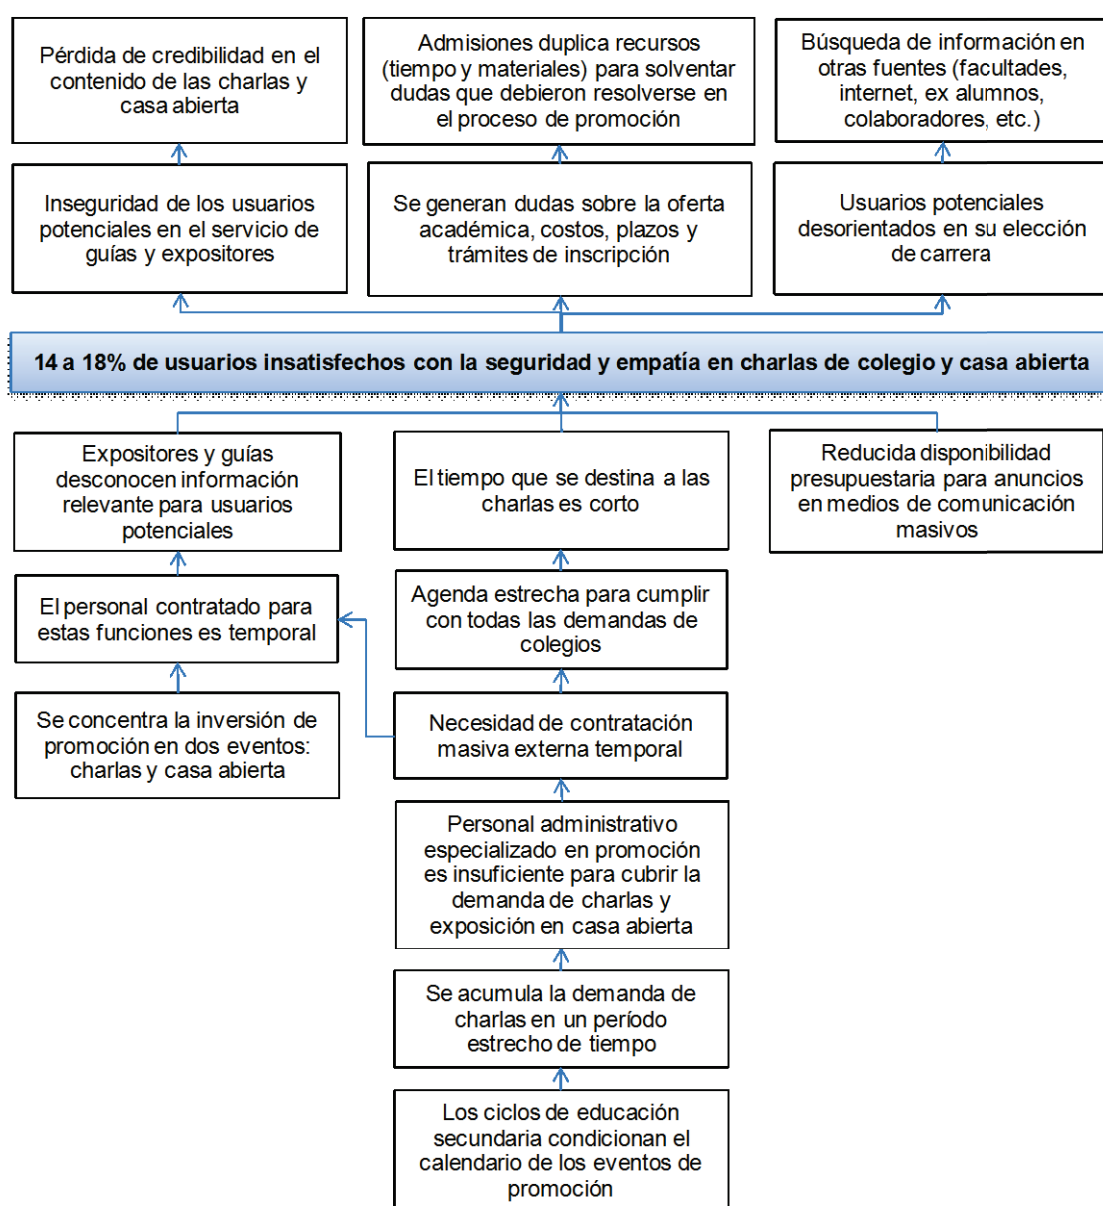 Pérdida de credibilidad en el
contenido de las charlas y
casa abierta
Admisiones duplica recursos
(tiempo y materiales) para solventar
dudas que debieron resolverse en
el proceso de promoción
Búsqueda de información en
otras fuentes (facultades,
internet, ex alumnos,
colaboradores, etc.)
Inseguridad de los usuarios
potenciales en el servicio de
guías y expositores
Se generan dudas sobre la oferta
académica, costos, plazos y
trámites de inscripción
Usuarios potenciales
desorientados en su elección
de carrera
14 a 18% de usuarios insatisfechos con la seguridad y empatía en charlas de colegio y casa abierta
Expositores y guías
desconocen información
relevante para usuarios
potenciales
El tiempo que se destina a las
charlas es corto
Reducida disponibilidad
presupuestaria para anuncios
en medios de comunicación
masivos
El personal contratado para
estas funciones es temporal
Agenda estrecha para cumplir
con todas las demandas de
colegios
Se concentra la inversión de
promoción en dos eventos:
charlas y casa abierta
Necesidad de contratación
masiva externa temporal
Personal administrativo
especializado en promoción
es insuficiente para cubrir la
demanda de charlas y
exposición en casa abierta
Se acumula la demanda de
charlas en un período
estrecho de tiempo
Los ciclos de educación
secundaria condicionan el
calendario de los eventos de
promoción